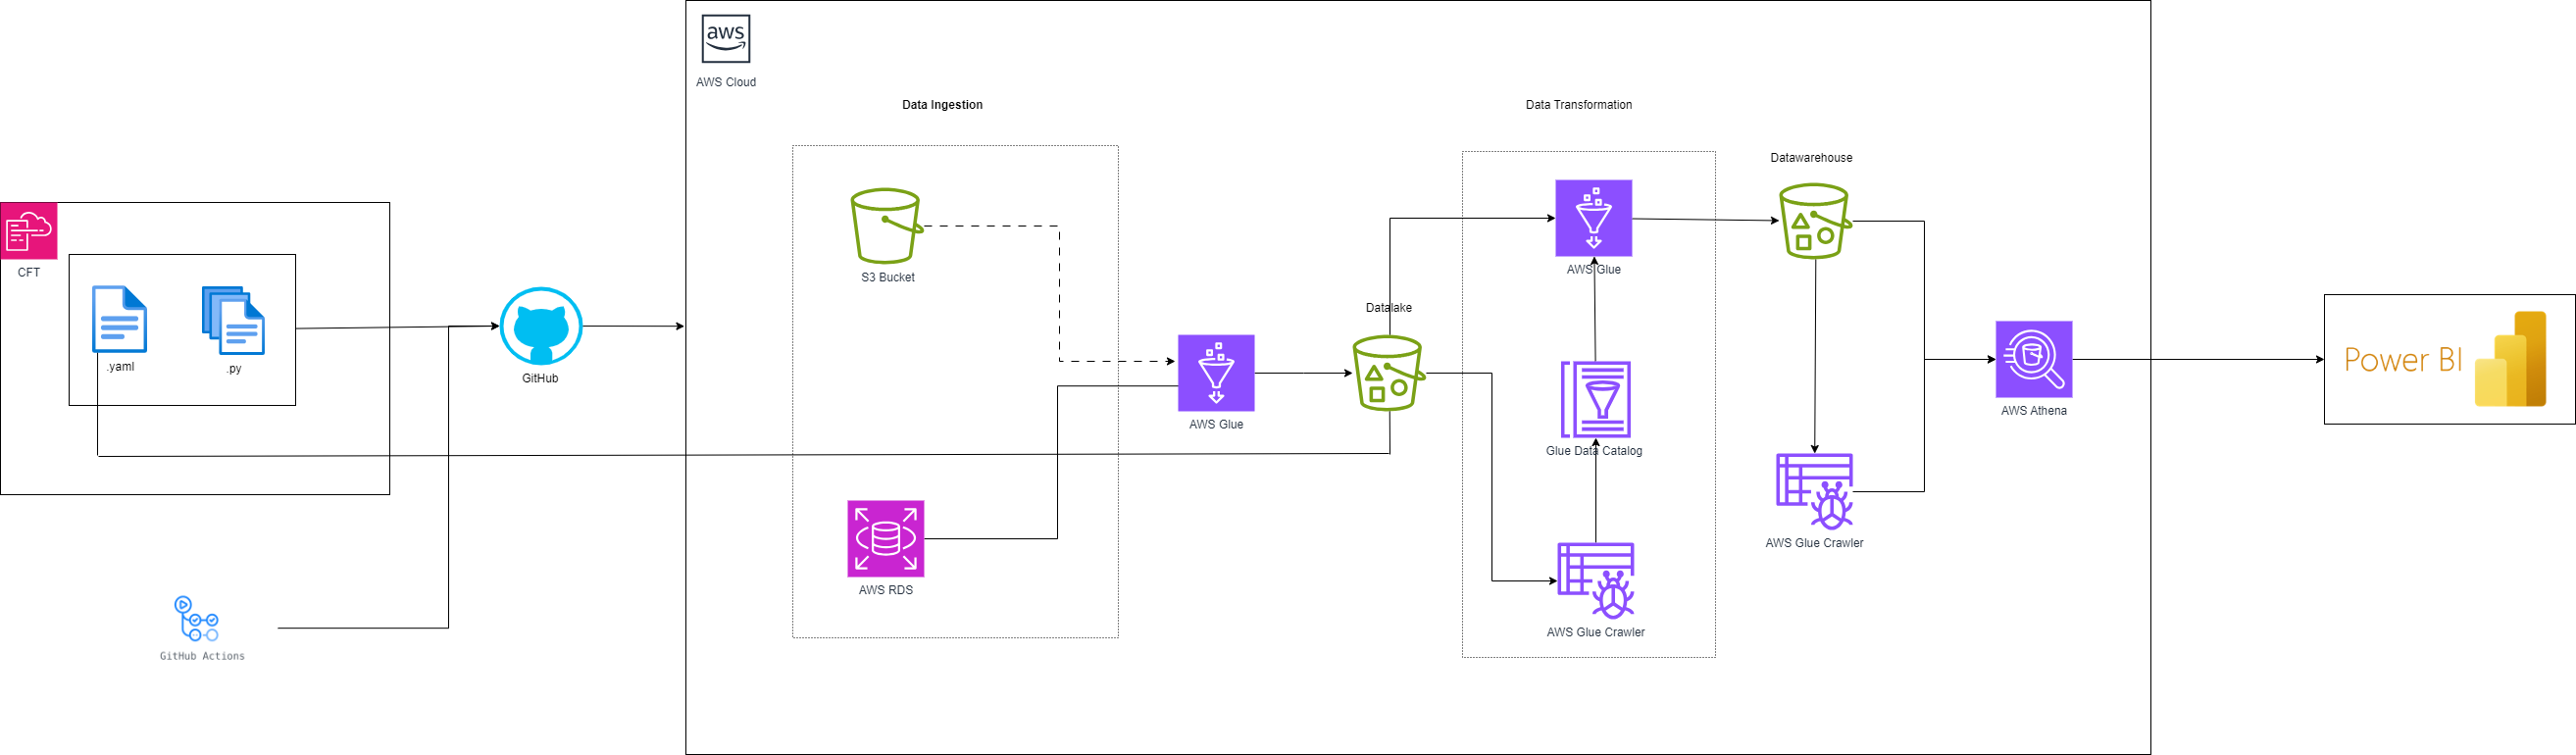 aws
AWS Cloud
Data Ingestion
Data Transformation
Datawarehouse
CFT
S3 Bucket
AWS Glue
Datalake
.yaml
.py
GitHub
AWS Glue
Glue Data Catalog
AWS Athena
Power BI
AWS Glue Crawler
AWS RDS
AWS Glue Crawler
GitHub Actions